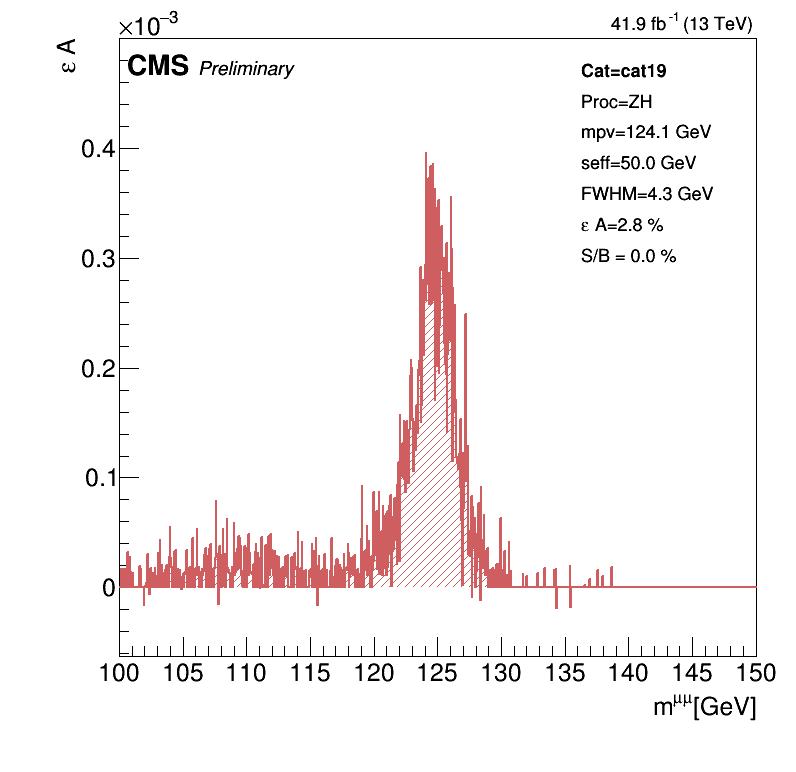 ×10⁻³
41.9 fb⁻¹ (13 TeV)
ε A
CMS Preliminary
Cat=cat19
Proc=ZH
mpv=124.1 GeV
seff=50.0 GeV
FWHM=4.3 GeV
ε A=2.8 %
S/B = 0.0 %
0.4
0.3
0.2
0.1
0
100 105 110 115 120 125 130 135 140 145 150
m^μμ[GeV]